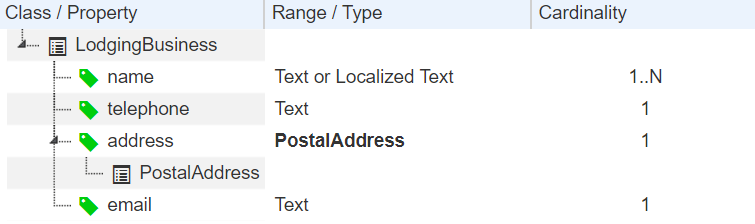 Class / Property Range / Type Cardinality
LodgingBusiness
name Text or Localized Text 1..N
telephone Text 1
address PostalAddress 1
PostalAddress
email Text 1